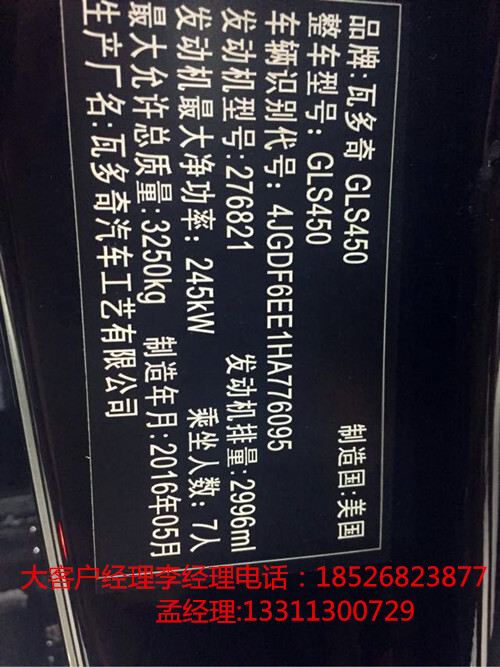 品牌:瓦多奇 GLS450
整车型号: GLS450 制造国:美国
车辆识别代号: 4JGDF6EE1HA776095
发动机型号:276821 发动机排量:2996ml
发动机最大净功率: 245kW 乘坐人数: 7人
最大允许总质量:3250kg 制造年月:2016年05月
生产厂名:瓦多奇汽车工艺有限公司
大客户经理李经理电话：18526823877
孟经理:13311300729